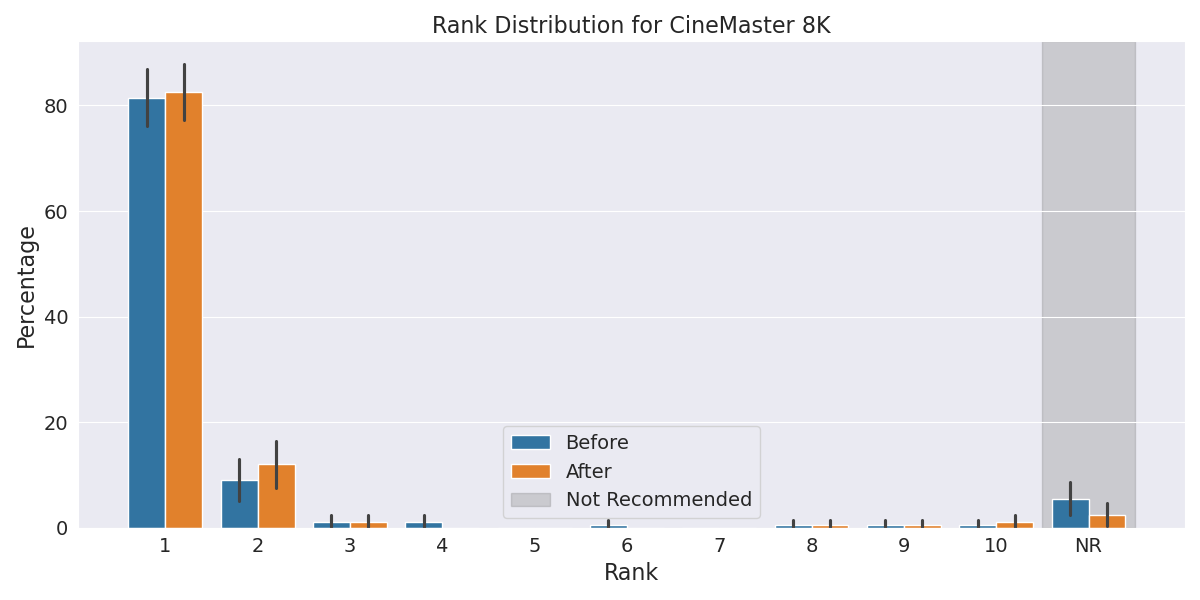 Rank Distribution for CineMaster 8K
Percentage
80
60
40
20
0
Before
After
Not Recommended
1 2 3 4 5 6 7 8 9 10 NR
Rank